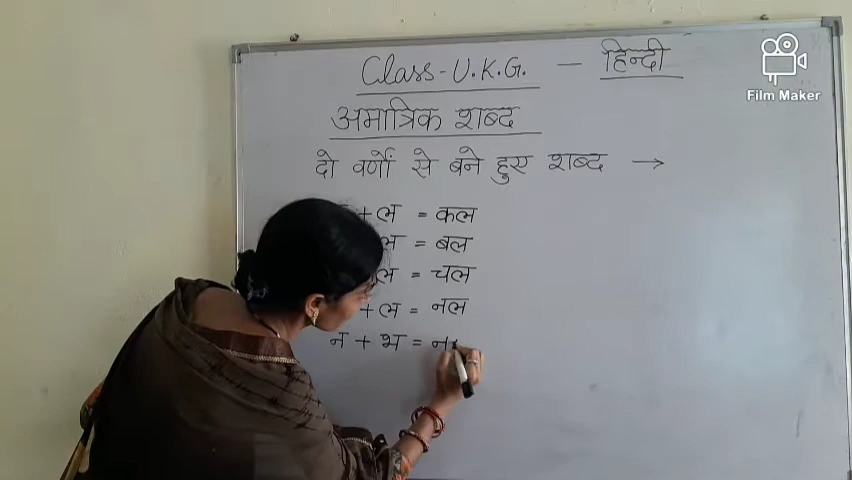 Class-U.K.G. - हिन्दी
Film Maker
अमात्रिक शब्द
दो वर्णों से बने हुए शब्द →
+ ल = कल
ल = बल
ल = चल
+ ल = नल
न + भ = न